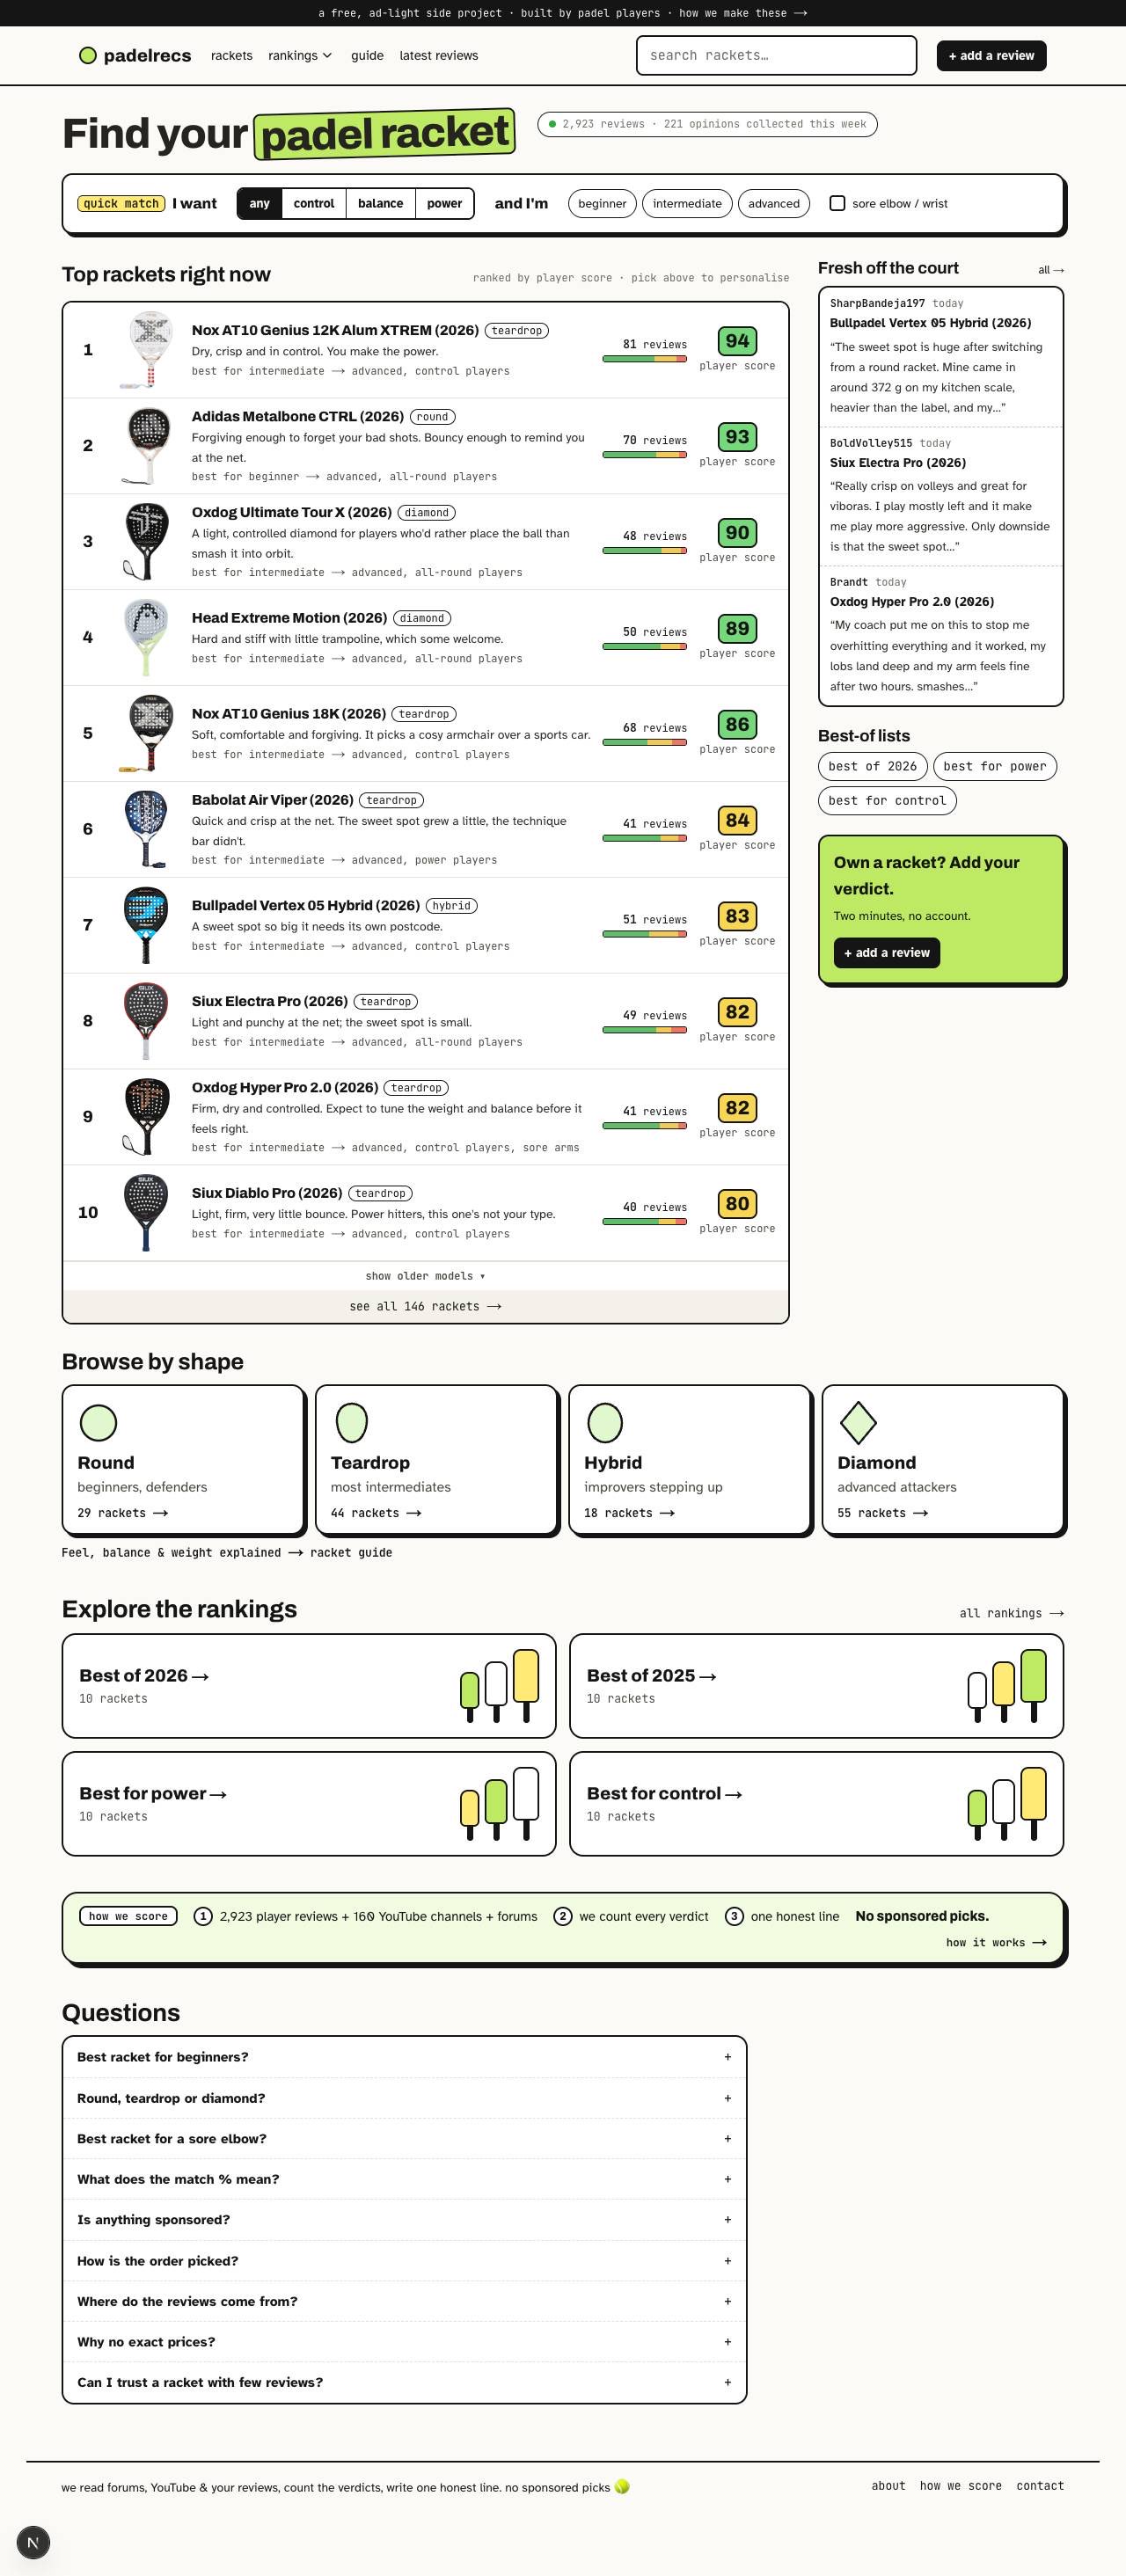 a free, ad-light side project · built by padel players · how we make these →
padelrecs
rackets
rankings
guide
latest reviews
search rackets…
+ add a review
Find your padel racket
2,923 reviews · 221 opinions collected this week
quick match I want
any
control
balance
power
and I'm
beginner
intermediate
advanced
sore elbow / wrist
Top rackets right now
ranked by player score · pick above to personalise
1
Nox AT10 Genius 12K Alum XTREM (2026) teardrop
Dry, crisp and in control. You make the power.
best for intermediate → advanced, control players
81 reviews
94
player score
2
Adidas Metalbone CTRL (2026) round
Forgiving enough to forget your bad shots. Bouncy enough to remind you
at the net.
best for beginner → advanced, all-round players
70 reviews
93
player score
3
Oxdog Ultimate Tour X (2026) diamond
A light, controlled diamond for players who'd rather place the ball than
smash it into orbit.
best for intermediate → advanced, all-round players
48 reviews
90
player score
4
Head Extreme Motion (2026) diamond
Hard and stiff with little trampoline, which some welcome.
best for intermediate → advanced, all-round players
50 reviews
89
player score
5
Nox AT10 Genius 18K (2026) teardrop
Soft, comfortable and forgiving. It picks a cosy armchair over a sports car.
best for intermediate → advanced, control players
68 reviews
86
player score
6
Babolat Air Viper (2026) teardrop
Quick and crisp at the net. The sweet spot grew a little, the technique
bar didn't.
best for intermediate → advanced, power players
41 reviews
84
player score
7
Bullpadel Vertex 05 Hybrid (2026) hybrid
A sweet spot so big it needs its own postcode.
best for intermediate → advanced, control players
51 reviews
83
player score
8
SIUX
Siux Electra Pro (2026) teardrop
Light and punchy at the net; the sweet spot is small.
best for intermediate → advanced, all-round players
49 reviews
82
player score
9
Oxdog Hyper Pro 2.0 (2026) teardrop
Firm, dry and controlled. Expect to tune the weight and balance before it
feels right.
best for intermediate → advanced, control players, sore arms
41 reviews
82
player score
10
SIUX
Siux Diablo Pro (2026) teardrop
Light, firm, very little bounce. Power hitters, this one's not your type.
best for intermediate → advanced, control players
40 reviews
80
player score
show older models ▾
see all 146 rackets →
Fresh off the court
all →
SharpBandeja197 today
Bullpadel Vertex 05 Hybrid (2026)
“The sweet spot is huge after switching
from a round racket. Mine came in
around 372 g on my kitchen scale,
heavier than the label, and my…”
BoldVolley515 today
Siux Electra Pro (2026)
“Really crisp on volleys and great for
viboras. I play mostly left and it makes
me play more aggressive. Only downside
is that the sweet spot…”
Brandt today
Oxdog Hyper Pro 2.0 (2026)
“My coach put me on this to stop me
overhitting everything and it worked, my
lobs land deep and my arm feels fine
after two hours. smashes…”
Best-of lists
best of 2026
best for power
best for control
Own a racket? Add your
verdict.
Two minutes, no account.
+ add a review
Browse by shape
Round
beginners, defenders
29 rackets →
Teardrop
most intermediates
44 rackets →
Hybrid
improvers stepping up
18 rackets →
Diamond
advanced attackers
55 rackets →
Feel, balance & weight explained → racket guide
Explore the rankings
all rankings →
Best of 2026 →
10 rackets
Best of 2025 →
10 rackets
Best for power →
10 rackets
Best for control →
10 rackets
how we score
1 2,923 player reviews + 160 YouTube channels + forums
2 we count every verdict
3 one honest line
No sponsored picks.
how it works →
Questions
Best racket for beginners? +
Round, teardrop or diamond? +
Best racket for a sore elbow? +
What does the match % mean? +
Is anything sponsored? +
How is the order picked? +
Where do the reviews come from? +
Why no exact prices? +
Can I trust a racket with few reviews? +
we read forums, YouTube & your reviews, count the verdicts, write one honest line. no sponsored picks 🎾
about
how we score
contact
N